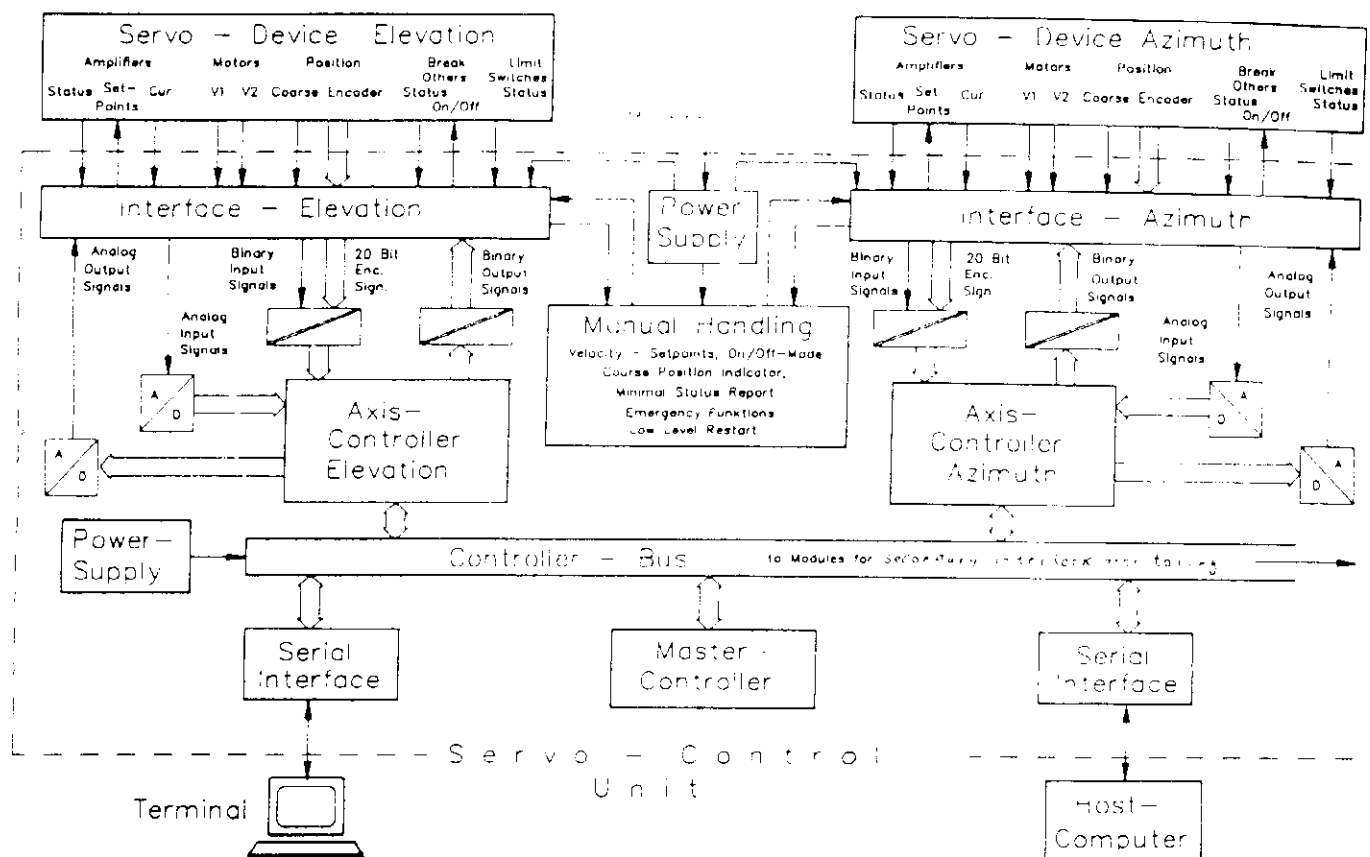 Servo - Device Elevation
Amplifiers
Motors
Position
Break
Others
Limit
Switches
Status
Status
Set-
Points
Cur
V1
V2
Coarse
Encoder
Status
On/Off
Servo - Device Azimuth
Amplifiers
Motors
Position
Break
Others
Limit
Switches
Status
Status
Set
Points
Cur
V1
V2
Coarse
Encoder
Status
On/Off
Interface - Elevation
Power
Supply
Interface - Azimuth
Analog
Output
Signals
Analog
Input
Signals
Binary
Input
Signals
20 Bit
Enc.
Sign.
Binary
Output
Signals
Binary
Input
Signals
20 Bit
Enc.
Sign
Binary
Output
Signals
Analog
Input
Signals
Analog
Output
Signals
Manual Handling
Velocity - Setpoints, On/Off-Mode
Course Position Indicator,
Minimal Status Report
Emergency Funktions
Low Level Restart
A
D
A
D
Axis-
Controller
Elevation
Axis-
Controller
Azimuth
A
D
A
D
Power-
Supply
Controller - Bus
to Modules for Secondary
Serial
Interface
Master-
Controller
Serial
Interface
Servo - Control
Unit
Terminal
Host-
Computer